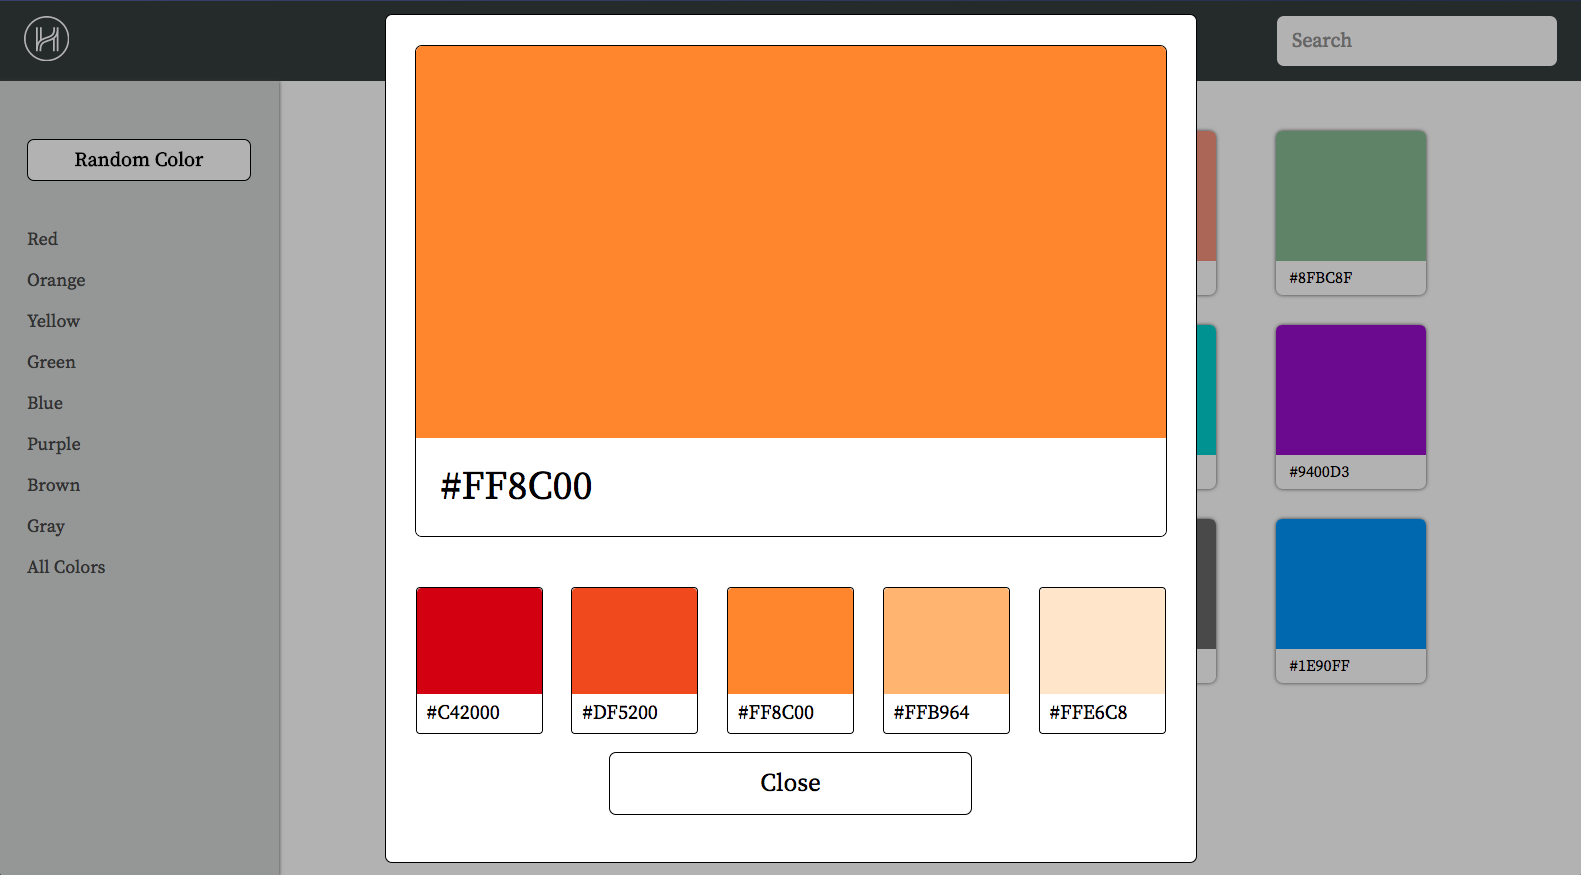 Search
Random Color
Red
Orange
Yellow
Green
Blue
Purple
Brown
Gray
All Colors
#FF8C00
#C42000
#DF5200
#FF8C00
#FFB964
#FFE6C8
Close
#8FBC8F
#9400D3
#1E90FF